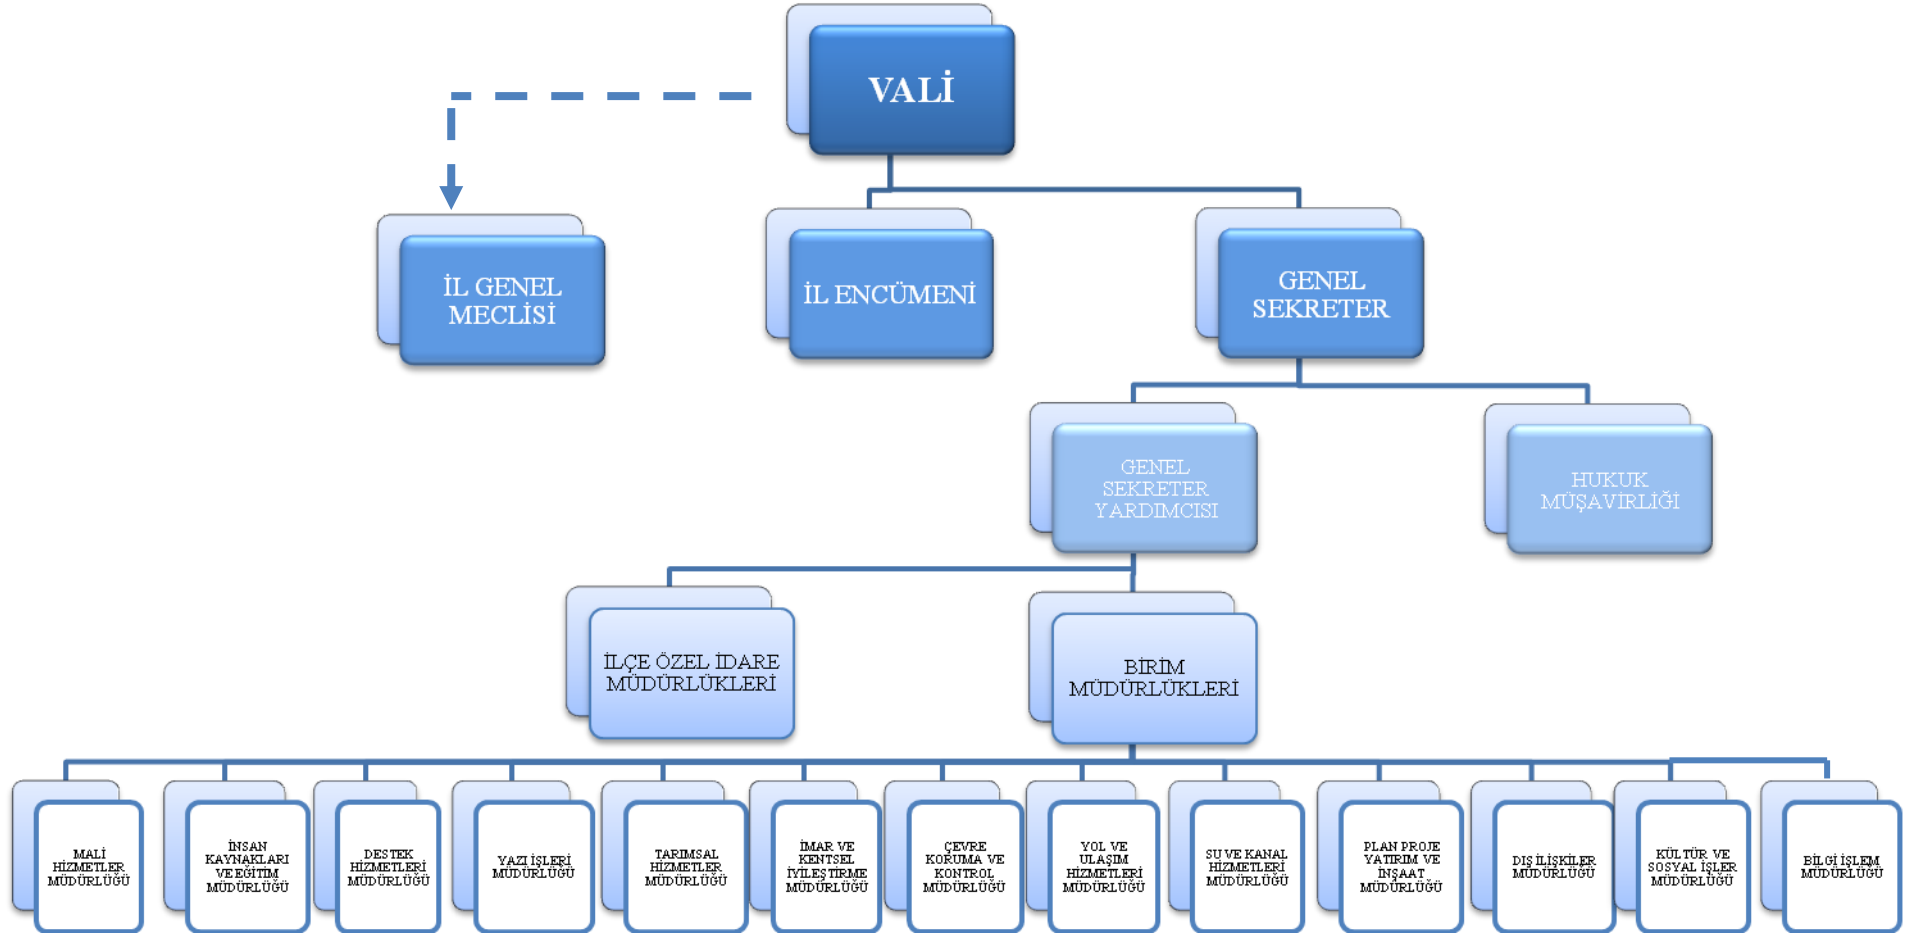 VALİ
İL GENEL
MECLİSİ
İL ENCÜMENİ
GENEL
SEKRETER
GENEL
SEKRETER
YARDIMCISI
HUKUK
MÜŞAVİRLİĞİ
İLÇE ÖZEL İDARE
MÜDÜRLÜKLERİ
BİRİM
MÜDÜRLÜKLERİ
MALİ
HİZMETLER
MÜDÜRLÜĞÜ
İNSAN
KAYNAKLARI
VE EĞİTİM
MÜDÜRLÜĞÜ
DESTEK
HİZMETLERİ
MÜDÜRLÜĞÜ
YAZI İŞLERİ
MÜDÜRLÜĞÜ
TARIMSAL
HİZMETLER
MÜDÜRLÜĞÜ
İMAR VE
KENTSEL
İYİLEŞTİRME
MÜDÜRLÜĞÜ
ÇEVRE
KORUMA VE
KONTROL
MÜDÜRLÜĞÜ
YOL VE
ULAŞIM
HİZMETLERİ
MÜDÜRLÜĞÜ
SU VE KANAL
HİZMETLERİ
MÜDÜRLÜĞÜ
PLAN PROJE
YATIRIM VE
İNŞAAT
MÜDÜRLÜĞÜ
DIŞ İLİŞKİLER
MÜDÜRLÜĞÜ
KÜLTÜR VE
SOSYAL İŞLER
MÜDÜRLÜĞÜ
BİLGİ İŞLEM
MÜDÜRLÜĞÜ